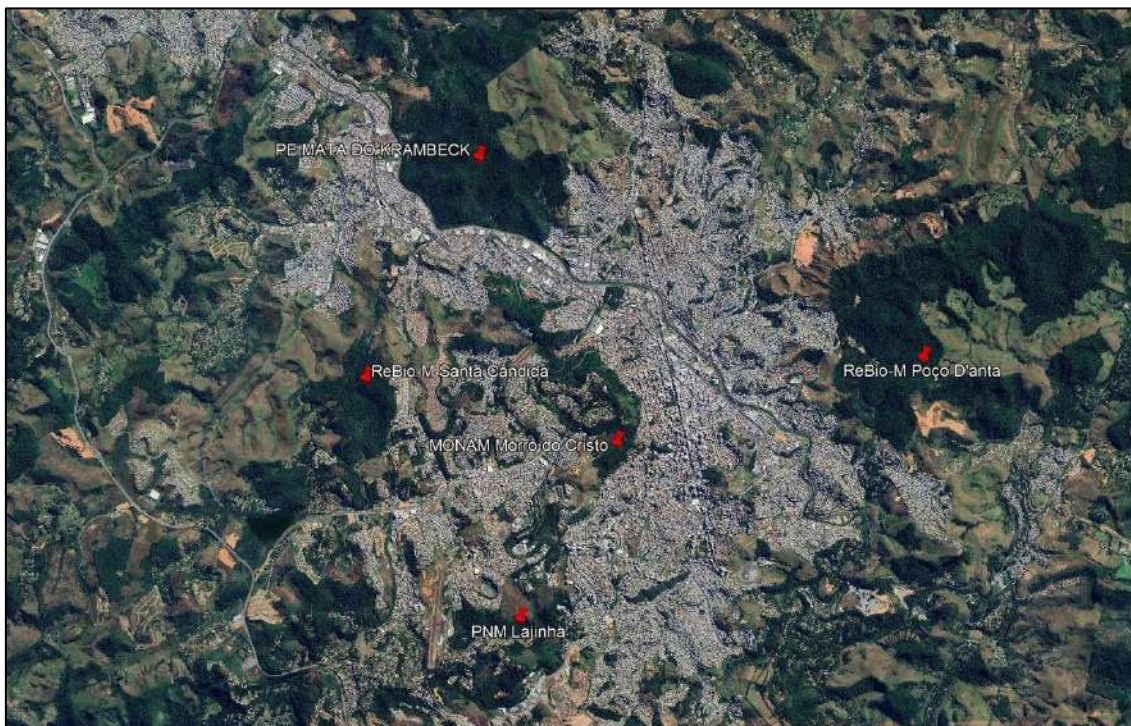 PE MATA DO KRAMBECK
ReBio-M Poço D'anta
ReBio-M Santa Cândida
MONAM Morro do Cristo
PNM Lajinha